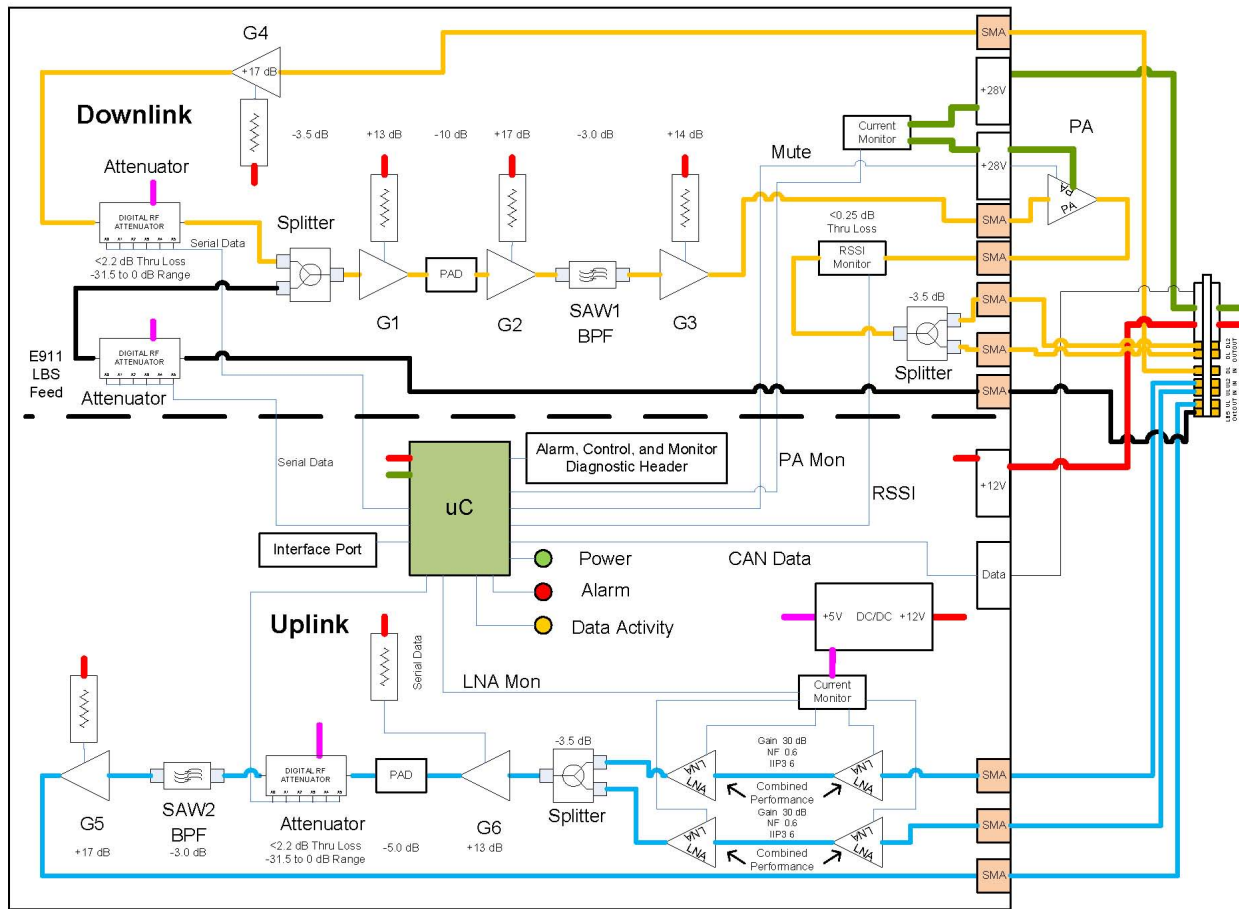 G4
SMA
+17 dB
+28V
Downlink
-3.5 dB
+13 dB
-10 dB
+17 dB
-3.0 dB
+14 dB
Current
Monitor
PA
Mute
+28V
Attenuator
PA
PA
DIGITAL RF
ATTENUATOR
Serial Data
Splitter
<0.25 dB
Thru Loss
SMA
<2.2 dB Thru Loss
-31.5 to 0 dB Range
PAD
RSSI
Monitor
SMA
G1
G2
SAW1
BPF
G3
-3.5 dB
SMA
E911
LBS
Feed
DIGITAL RF
ATTENUATOR
Splitter
SMA
Attenuator
SMA
Serial Data
uC
Alarm, Control, and Monitor
Diagnostic Header
PA Mon
+12V
RSSI
Interface Port
Power
CAN Data
Data
Alarm
Uplink
Data Activity
+5V DC/DC +12V
Serial Data
LNA Mon
Current
Monitor
-3.5 dB
Gain 30 dB
NF 0.6
IIP3 6
LNA
LNA
LNA
LNA
SMA
DIGITAL RF
ATTENUATOR
PAD
Combined
Performance
Gain 30 dB
NF 0.6
IIP3 6
LNA
LNA
LNA
LNA
SMA
G5
SAW2
BPF
Attenuator
G6
Splitter
Combined
Performance
+17 dB
-3.0 dB
<2.2 dB Thru Loss
-31.5 to 0 dB Range
-5.0 dB
+13 dB
SMA